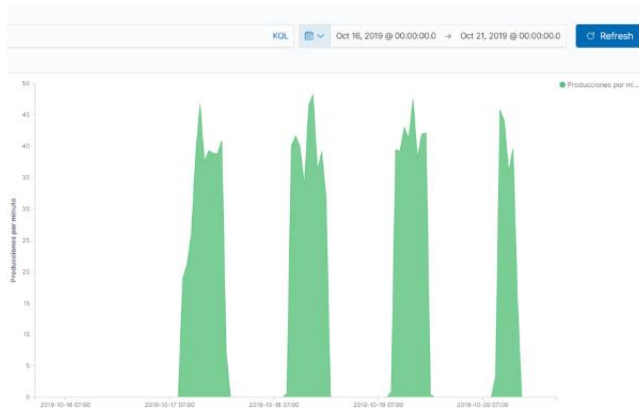 KQL Oct 16, 2019 @ 00:00:00.0 → Oct 21, 2019 @ 00:00:00.0 Refresh
Producciones por mi...
50
45
40
35
30
25
20
15
10
5
0
Producciones por minuto
2019-10-16 07:00 2019-10-17 07:00 2019-10-18 07:00 2019-10-19 07:00 2019-10-20 07:00